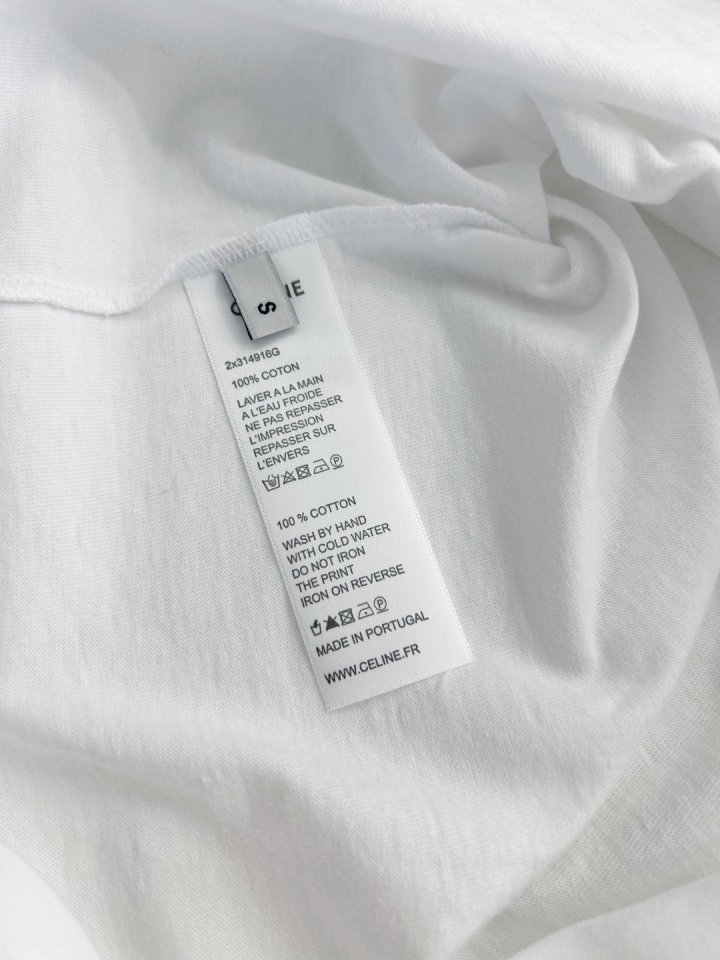 S
2x314916G
100% COTON
LAVER A LA MAIN
A L'EAU FROIDE
NE PAS REPASSER
L'IMPRESSION
REPASSER SUR
L'ENVERS
100 % COTTON
WASH BY HAND
WITH COLD WATER
DO NOT IRON
THE PRINT
IRON ON REVERSE
MADE IN PORTUGAL
WWW.CELINE.FR